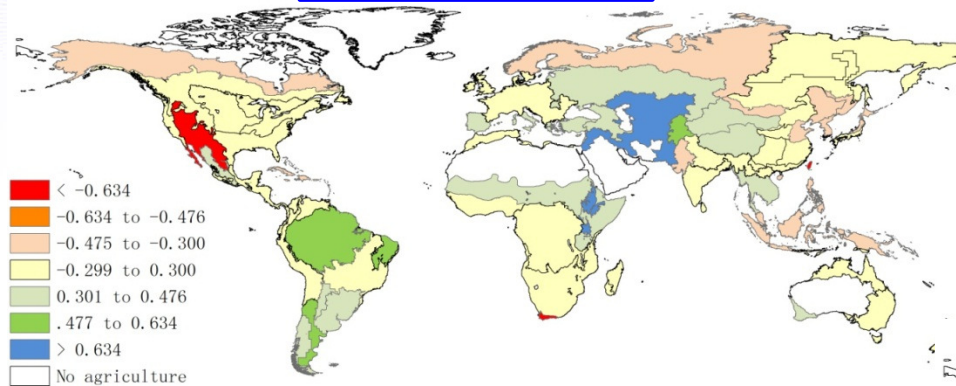 < -0.634
-0.634 to -0.476
-0.475 to -0.300
-0.299 to 0.300
0.301 to 0.476
.477 to 0.634
> 0.634
No agriculture